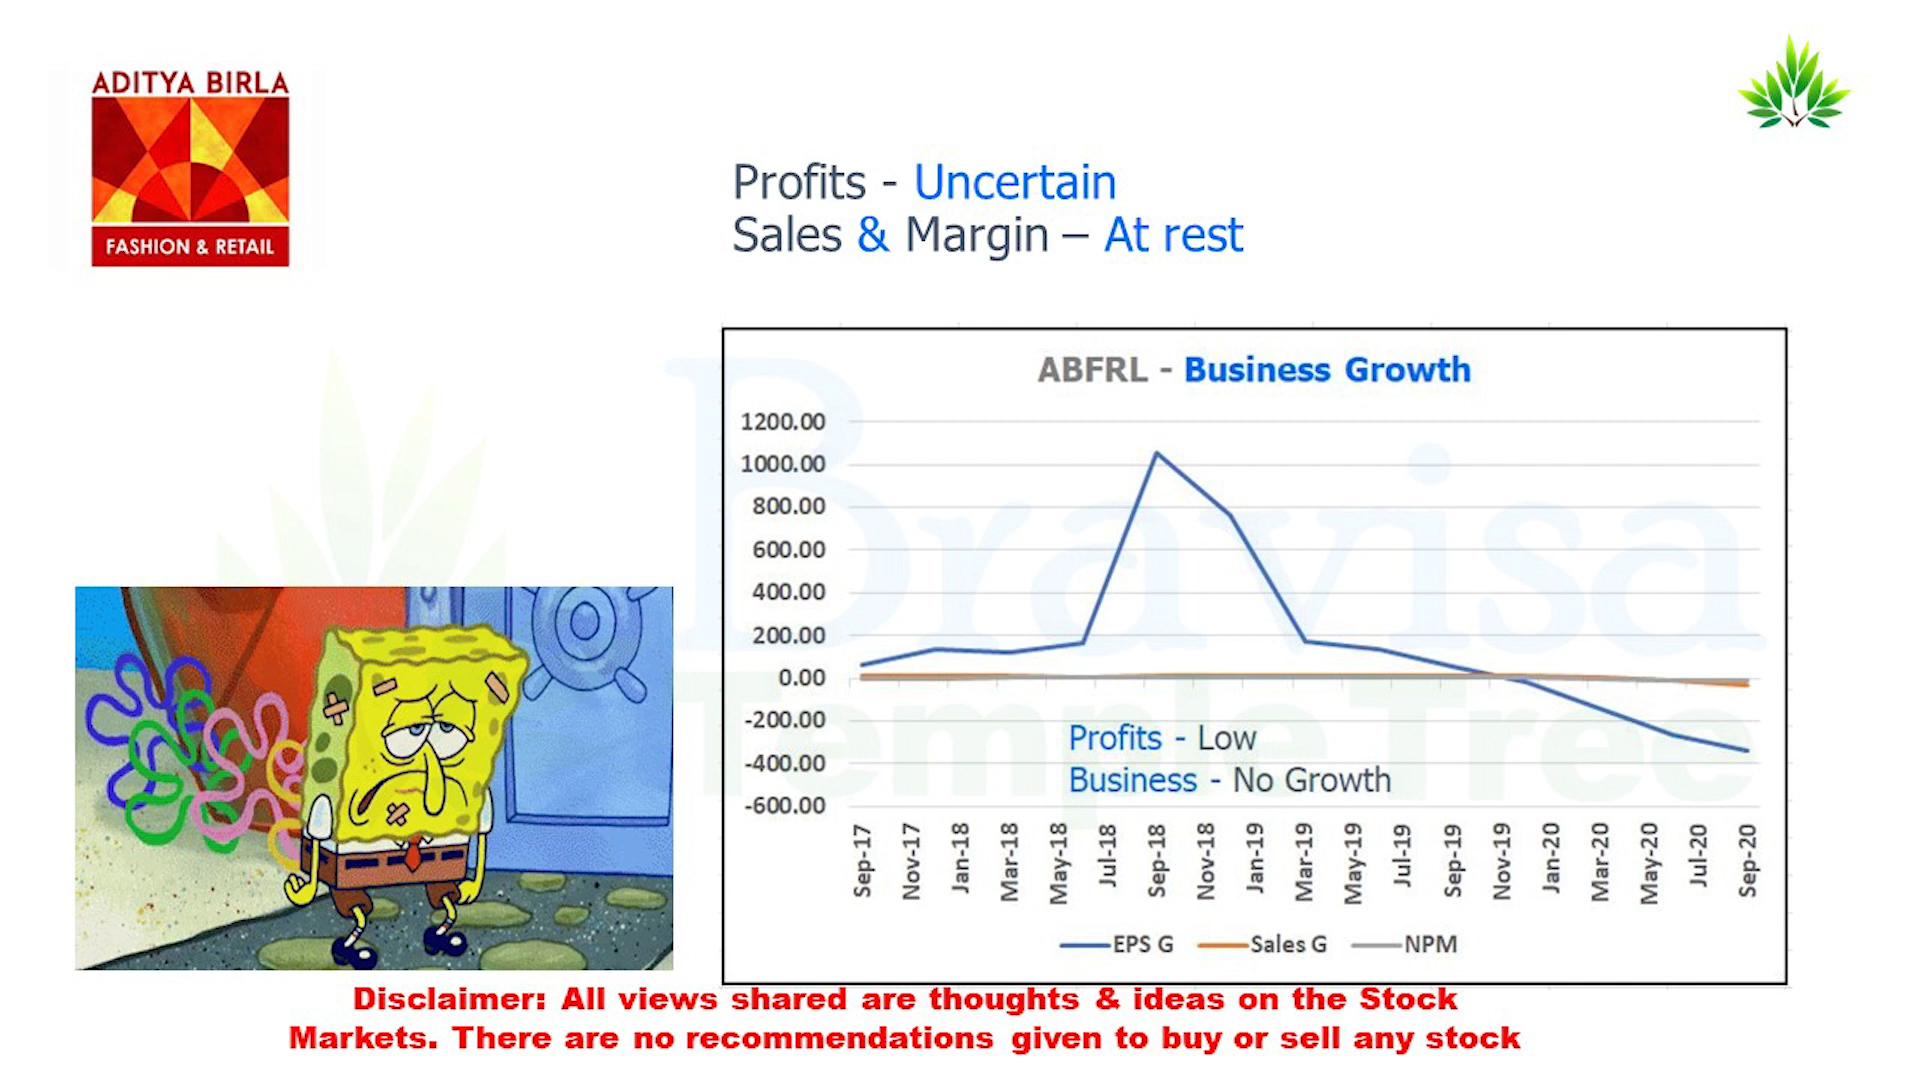 ADITYA BIRLA
FASHION & RETAIL
Profits - Uncertain
Sales & Margin – At rest
ABFRL - Business Growth
1200.00
1000.00
800.00
600.00
400.00
200.00
0.00
-200.00
-400.00
-600.00
Profits - Low
Business - No Growth
Sep-17
Nov-17
Jan-18
Mar-18
May-18
Jul-18
Sep-18
Nov-18
Jan-19
Mar-19
May-19
Jul-19
Sep-19
Nov-19
Jan-20
Mar-20
May-20
Jul-20
Sep-20
EPS G
Sales G
NPM
Bravisa
Temple Tree
Disclaimer: All views shared are thoughts & ideas on the Stock
Markets. There are no recommendations given to buy or sell any stock